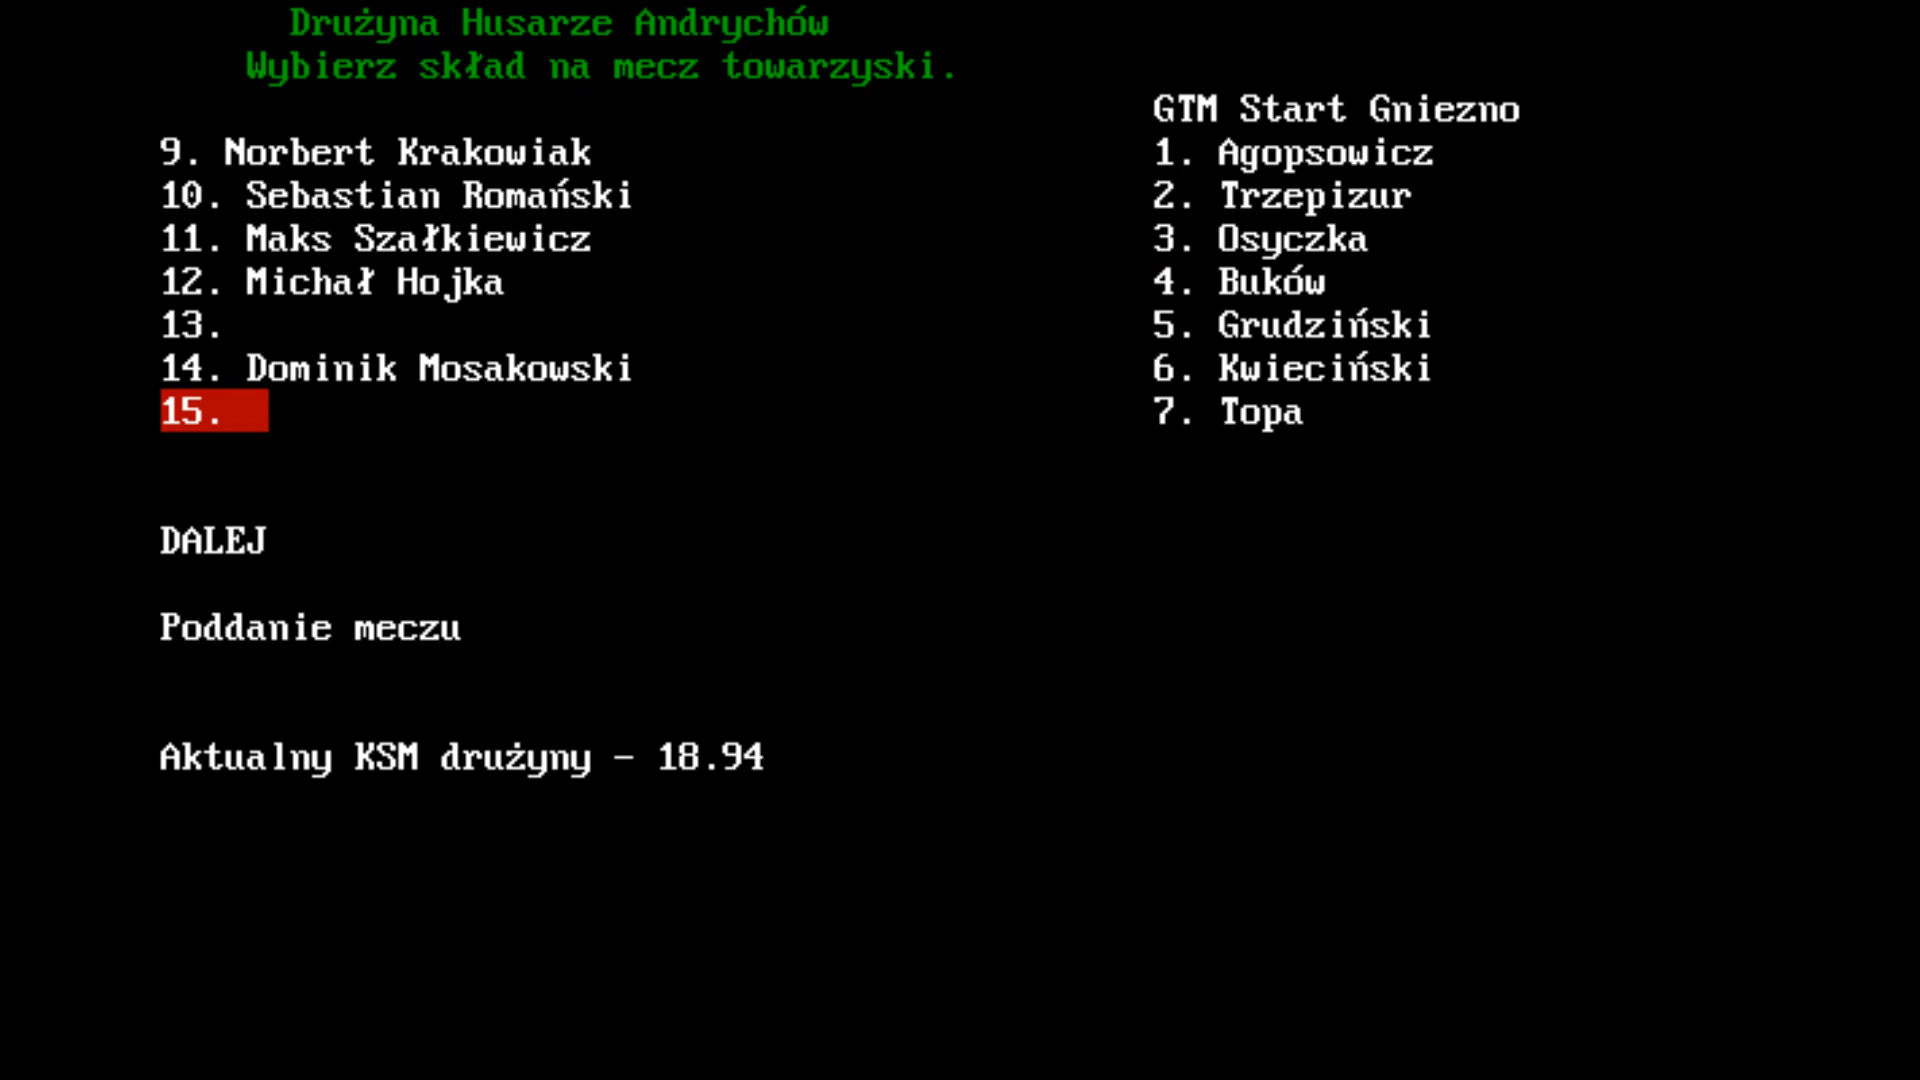 Drużyna Husarze Andrychów
Wybierz skład na mecz towarzyski.
9. Norbert Krakowiak
10. Sebastian Romański
11. Maks Szałkiewicz
12. Michał Hojka
13.
14. Dominik Mosakowski
15.
DALEJ
Poddanie meczu
Aktualny KSM drużyny - 18.94
GTM Start Gniezno
1. Agopsowicz
2. Trzepizur
3. Osyczka
4. Buków
5. Grudziński
6. Kwieciński
7. Topa